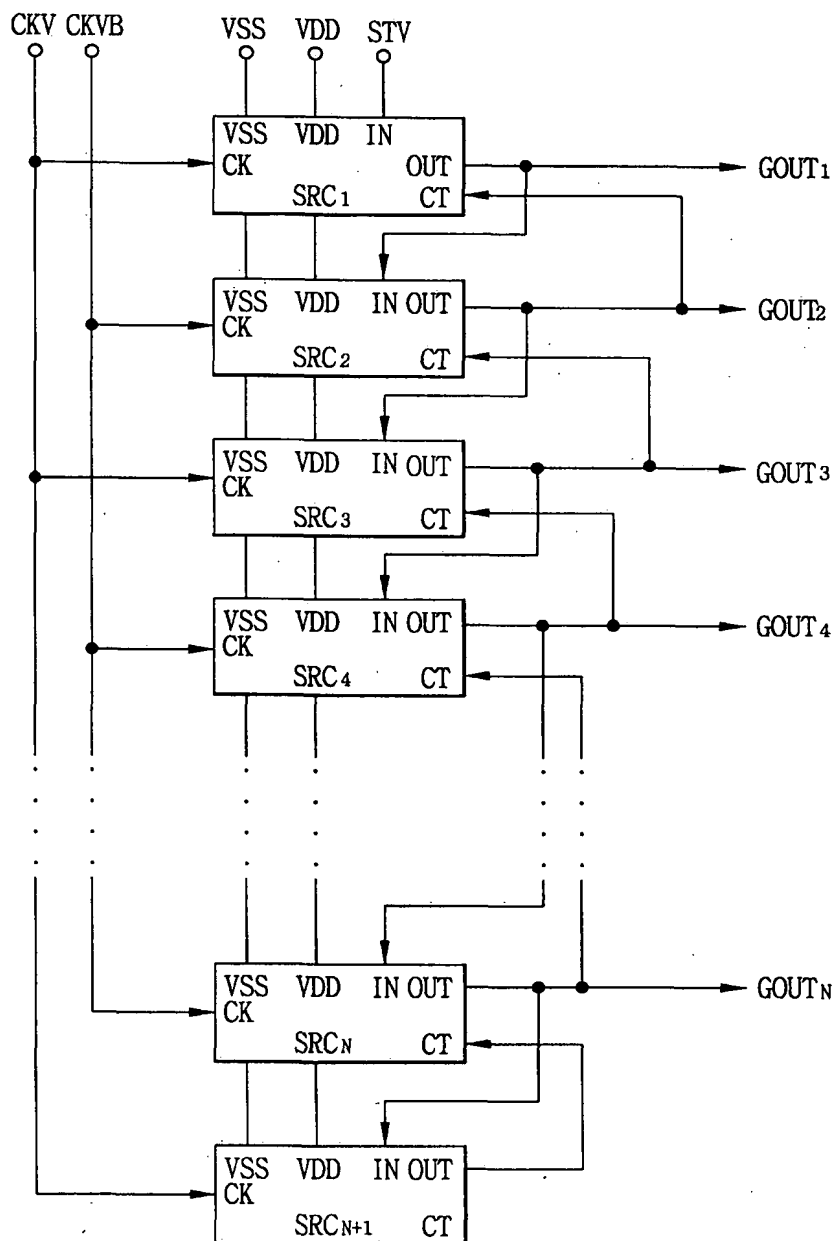 CKV CKVB VSS VDD STV
VSS VDD IN
CK OUT GOUT1
SRC1 CT
VSS VDD IN OUT GOUT2
CK
SRC2 CT
VSS VDD IN OUT GOUT3
CK
SRC3 CT
VSS VDD IN OUT GOUT4
CK
SRC4 CT
VSS VDD IN OUT GOUTN
CK
SRCN CT
VSS VDD IN OUT
CK
SRCN+1 CT